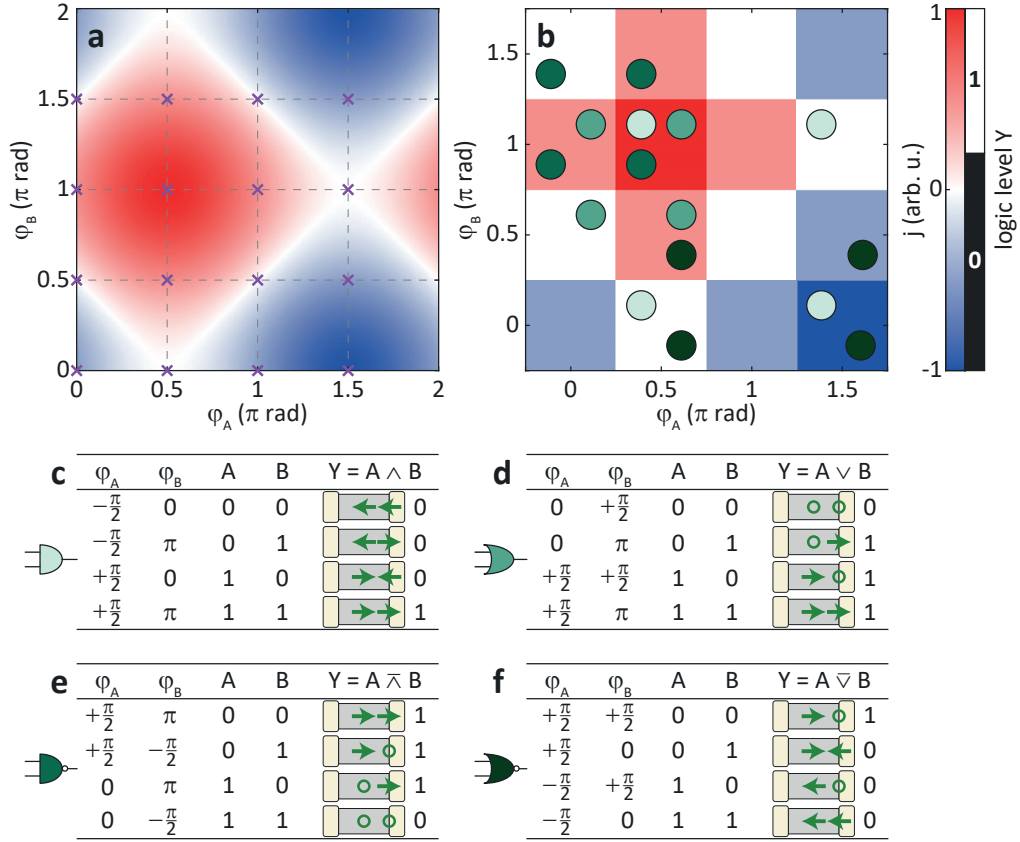 a
2
1.5
1
0.5
0
0 0.5 1 1.5 2
φB (π rad)
φA (π rad)
b
1.5
1
0.5
0
0 0.5 1 1.5
φB (π rad)
φA (π rad)
1
0
-1
j (arb. u.)
1
0
logic level Y
c
φA φB A B Y = A ∧ B
−π/2 0 0 0 0
−π/2 π 0 1 0
+π/2 0 1 0 0
+π/2 π 1 1 1
d
φA φB A B Y = A ∨ B
0 +π/2 0 0 0
0 π 0 1 1
+π/2 +π/2 1 0 1
+π/2 π 1 1 1
e
φA φB A B Y = A ⊼ B
+π/2 π 0 0 1
+π/2 −π/2 0 1 1
0 π 1 0 1
0 −π/2 1 1 0
f
φA φB A B Y = A ⊽ B
+π/2 +π/2 0 0 1
+π/2 0 0 1 0
−π/2 +π/2 1 0 0
−π/2 0 1 1 0